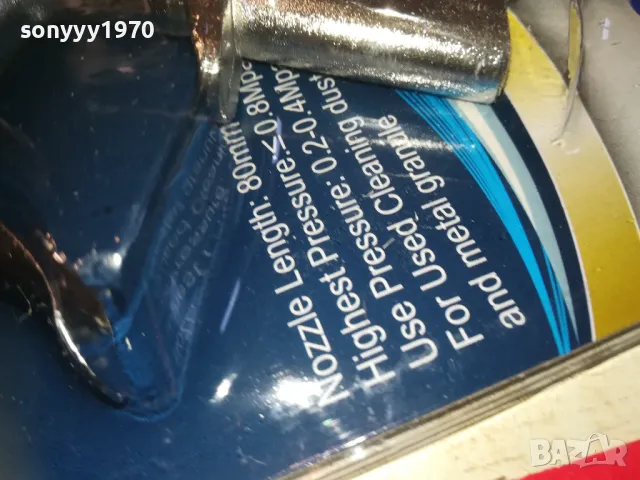 sonyyy1970
Nozzle Length: 80mm
Highest Pressure: ≤0.8Mpa
Use Pressure: 0.2-0.4Mpa
For Used Cleaning dust
and metal granale
BAZAR